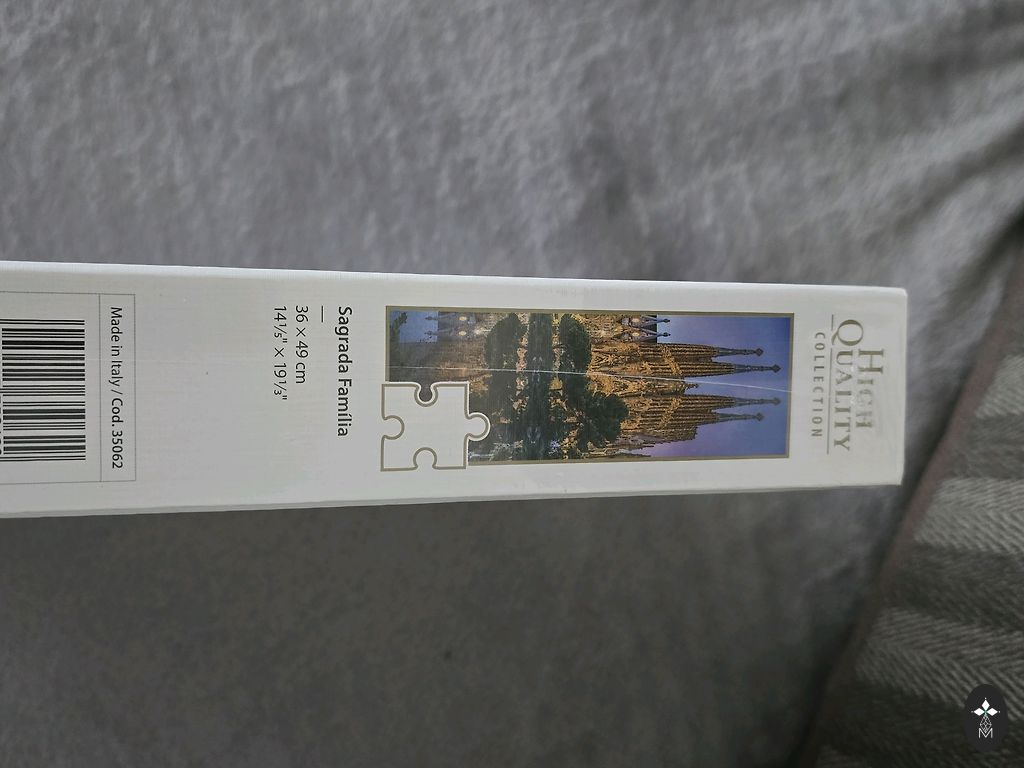 HIGH
QUALITY
COLLECTION
Sagrada Família
36 x 49 cm
14⅕" x 19⅓"
Made in Italy / Cod. 35062
M